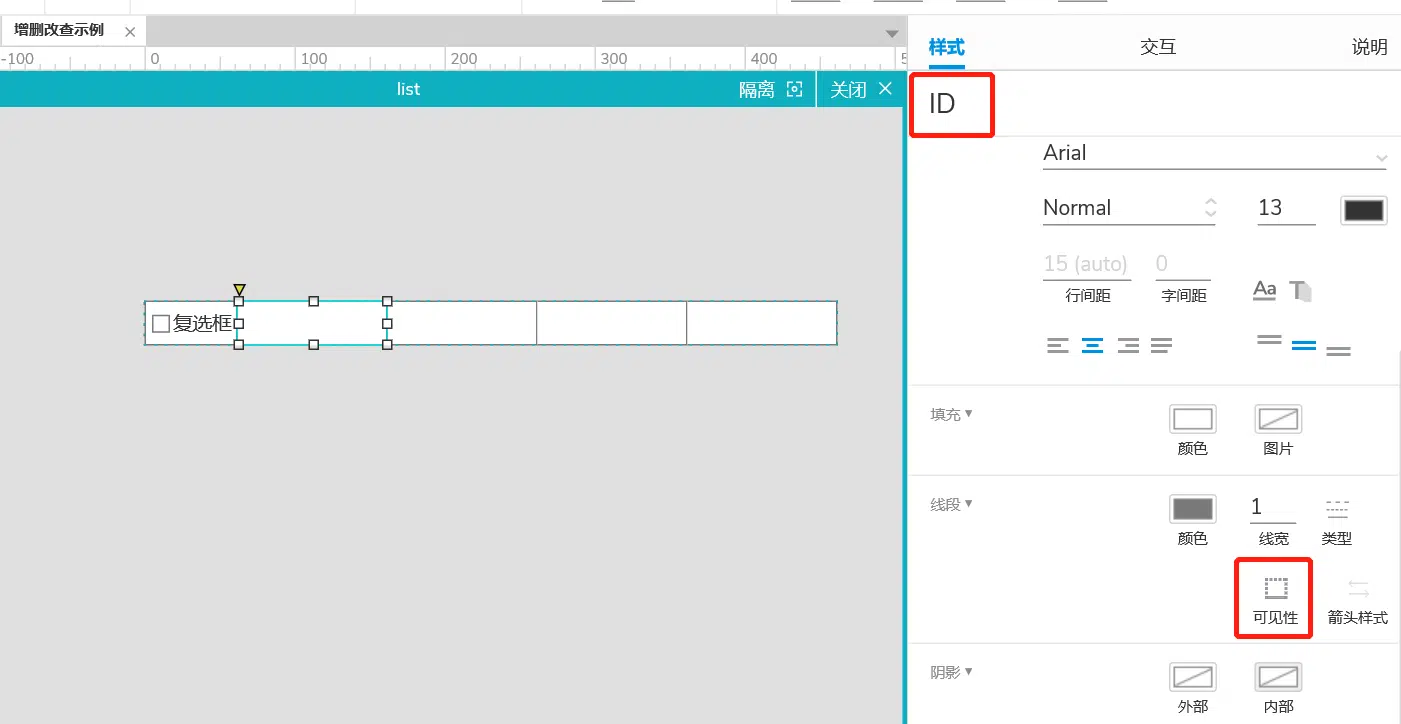 增删改查示例
样式 交互 说明
-100 0 100 200 300 400 5
list 隔离 关闭
ID
Arial
Normal 13
15 (auto) 0
行间距 字间距 Aa
复选框
填充
颜色 图片
线段 1
颜色 线宽 类型
可见性 箭头样式
阴影
外部 内部